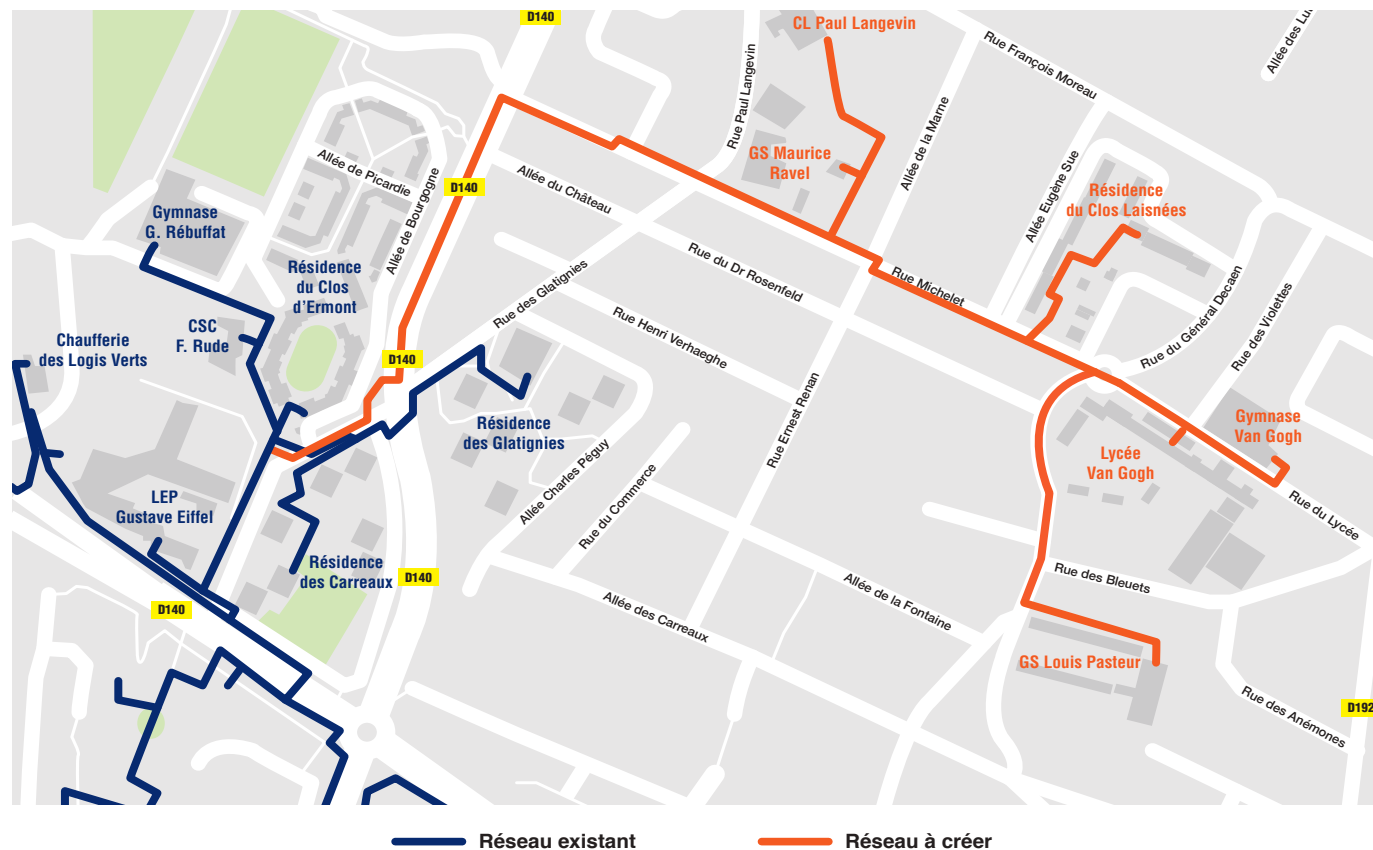 D140
CL Paul Langevin
Rue François Moreau
Rue Paul Langevin
Allée de la Marne
GS Maurice
Ravel
Allée de Picardie
D140
Allée du Château
Allée Eugène Sue
Résidence
du Clos Laisnées
Gymnase
G. Rébuffat
Allée de Bourgogne
Résidence
du Clos
d'Ermont
Rue du Dr Rosenfeld
Rue Michelet
Rue du Général Decaen
Rue des Violettes
Rue des Glatignies
CSC
F. Rude
Chaufferie
des Logis Verts
Rue Henri Verhaeghe
D140
Rue Ernest Renan
Résidence
des Glatignies
Gymnase
Van Gogh
Lycée
Van Gogh
Allée Charles Péguy
Rue du Commerce
LEP
Gustave Eiffel
Rue du Lycée
Résidence
des Carreaux
D140
D140
Allée des Carreaux
Allée de la Fontaine
Rue des Bleuets
GS Louis Pasteur
Rue des Anémones
D192
Réseau existant
Réseau à créer